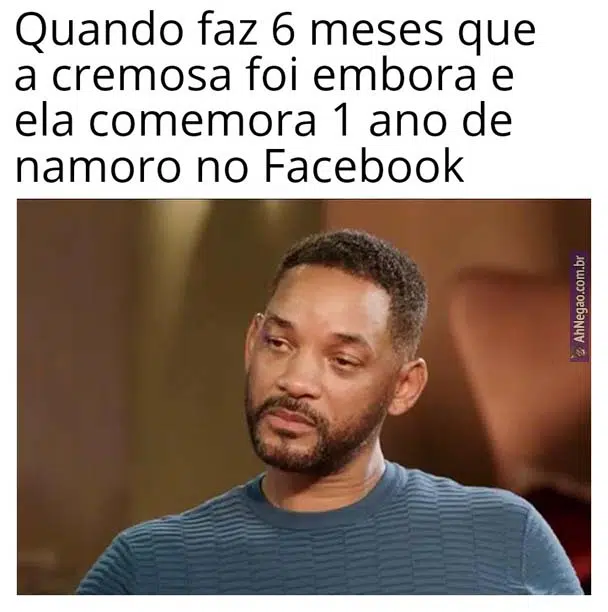 Quando faz 6 meses que
a cremosa foi embora e
ela comemora 1 ano de
namoro no Facebook
AhNegao.com.br